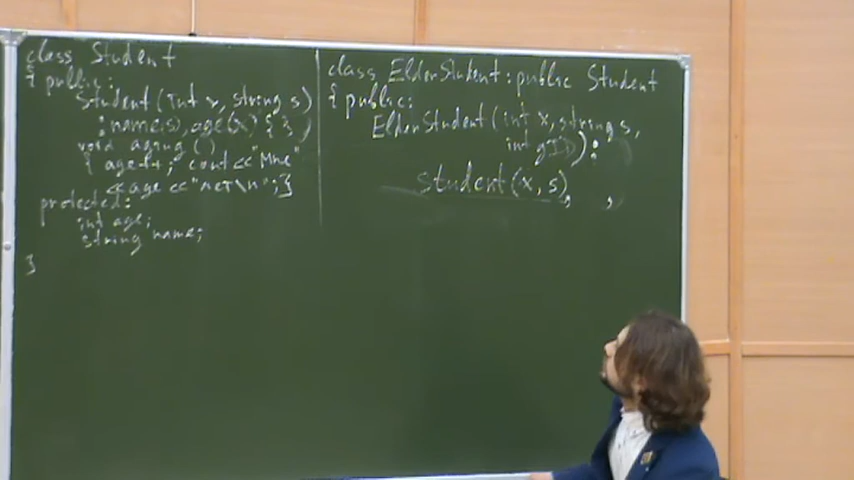 class Student
{ public:
Student(int x, string s)
: name(s), age(x) { }
void aging ()
{ age++; cout << "Мне"
<< age << "лет\n"; }
protected:
int age;
string name;
}
class ElderStudent : public Student
{ public:
ElderStudent(int x, string s,
int gID) :
Student(x, s),